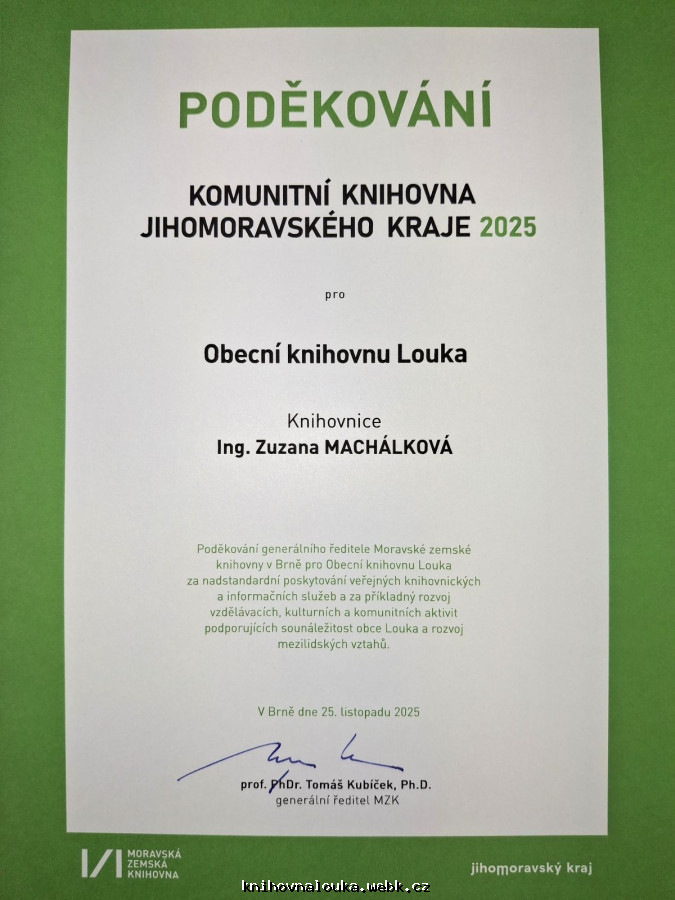 PODĚKOVÁNÍ
KOMUNITNÍ KNIHOVNA
JIHOMORAVSKÉHO KRAJE 2025
pro
Obecní knihovnu Louka
Knihovnice
Ing. Zuzana MACHÁLKOVÁ
Poděkování generálního ředitele Moravské zemské
knihovny v Brně pro Obecní knihovnu Louka
za nadstandardní poskytování veřejných knihovnických
a informačních služeb a za příkladný rozvoj
vzdělávacích, kulturních a komunitních aktivit
podporujících sounáležitost obce Louka a rozvoj
mezilidských vztahů.
V Brně dne 25. listopadu 2025
prof. PhDr. Tomáš Kubíček, Ph.D.
generální ředitel MZK
MORAVSKÁ
ZEMSKÁ
KNIHOVNA
jihomoravský kraj
knihovnalouka.webk.cz